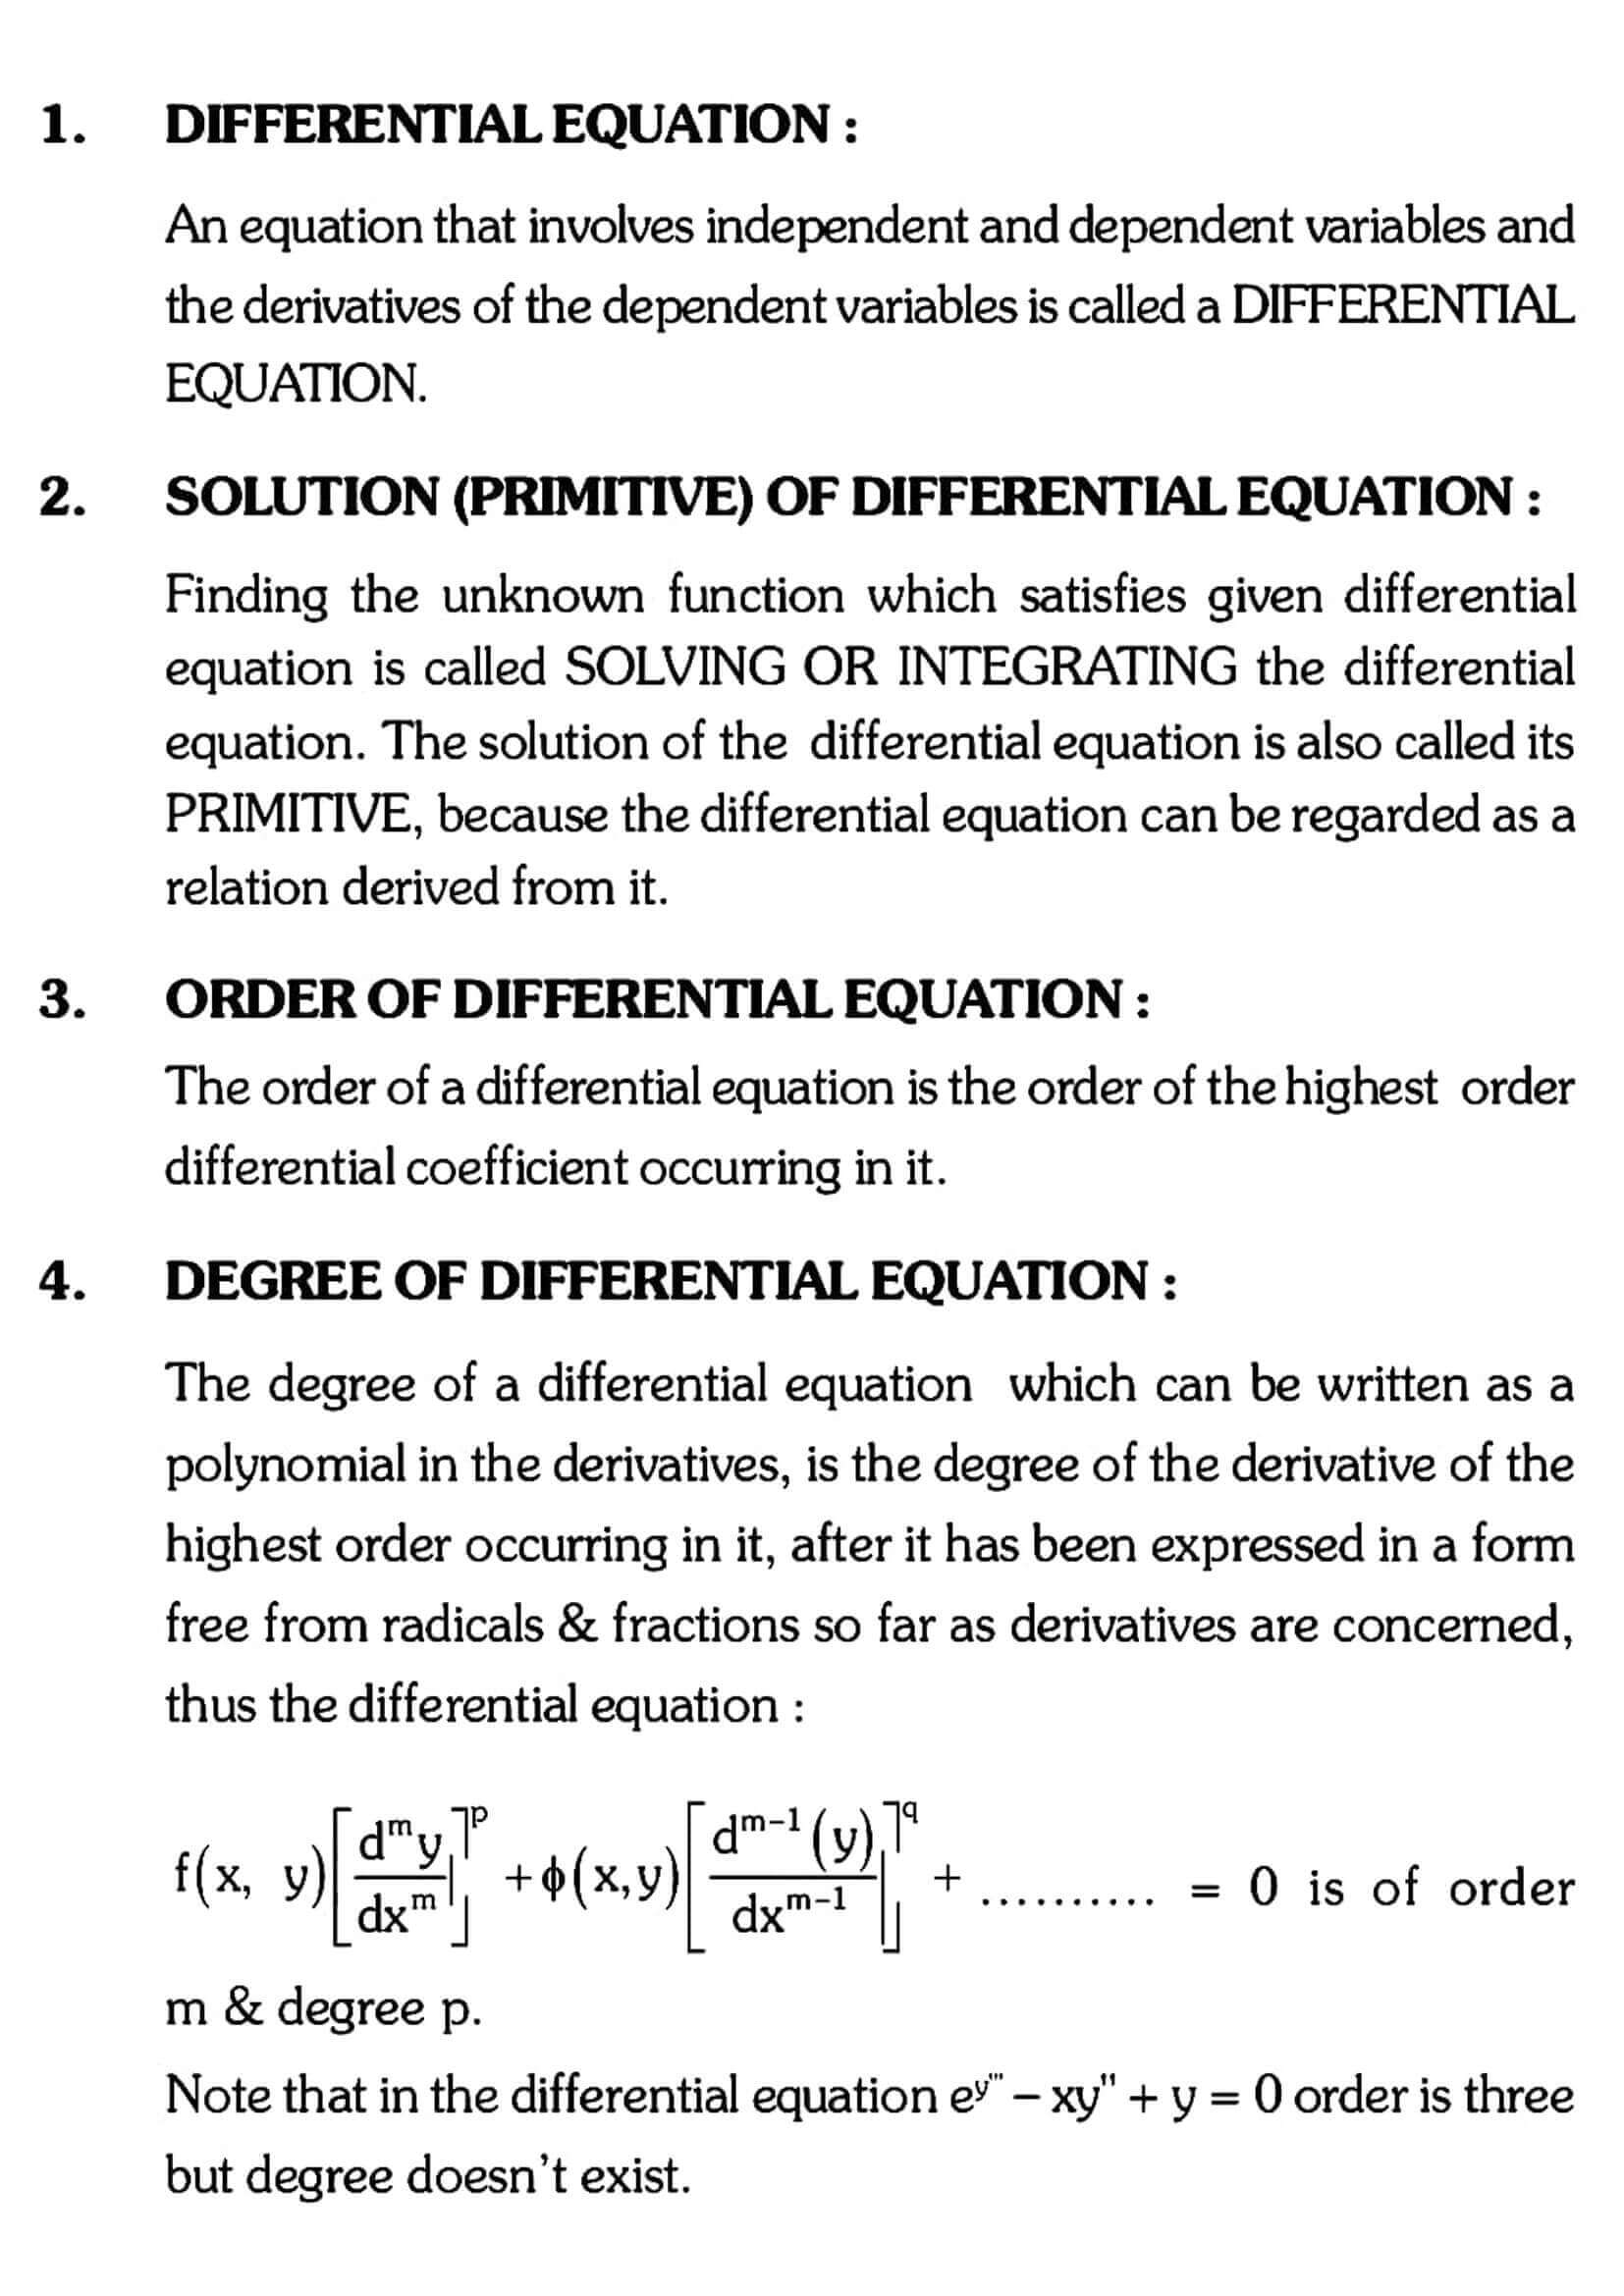 1. DIFFERENTIAL EQUATION :
An equation that involves independent and dependent variables and
the derivatives of the dependent variables is called a DIFFERENTIAL
EQUATION.
2. SOLUTION (PRIMITIVE) OF DIFFERENTIAL EQUATION :
Finding the unknown function which satisfies given differential
equation is called SOLVING OR INTEGRATING the differential
equation. The solution of the differential equation is also called its
PRIMITIVE, because the differential equation can be regarded as a
relation derived from it.
3. ORDER OF DIFFERENTIAL EQUATION :
The order of a differential equation is the order of the highest order
differential coefficient occurring in it.
4. DEGREE OF DIFFERENTIAL EQUATION :
The degree of a differential equation which can be written as a
polynomial in the derivatives, is the degree of the derivative of the
highest order occurring in it, after it has been expressed in a form
free from radicals & fractions so far as derivatives are concerned,
thus the differential equation :
f(x, y)[d^m y / dx^m]^p + ϕ(x,y)[d^(m–1)(y) / dx^(m–1)]^q + .......... = 0 is of order
m & degree p.
Note that in the differential equation e^y''' – xy'' + y = 0 order is three
but degree doesn't exist.